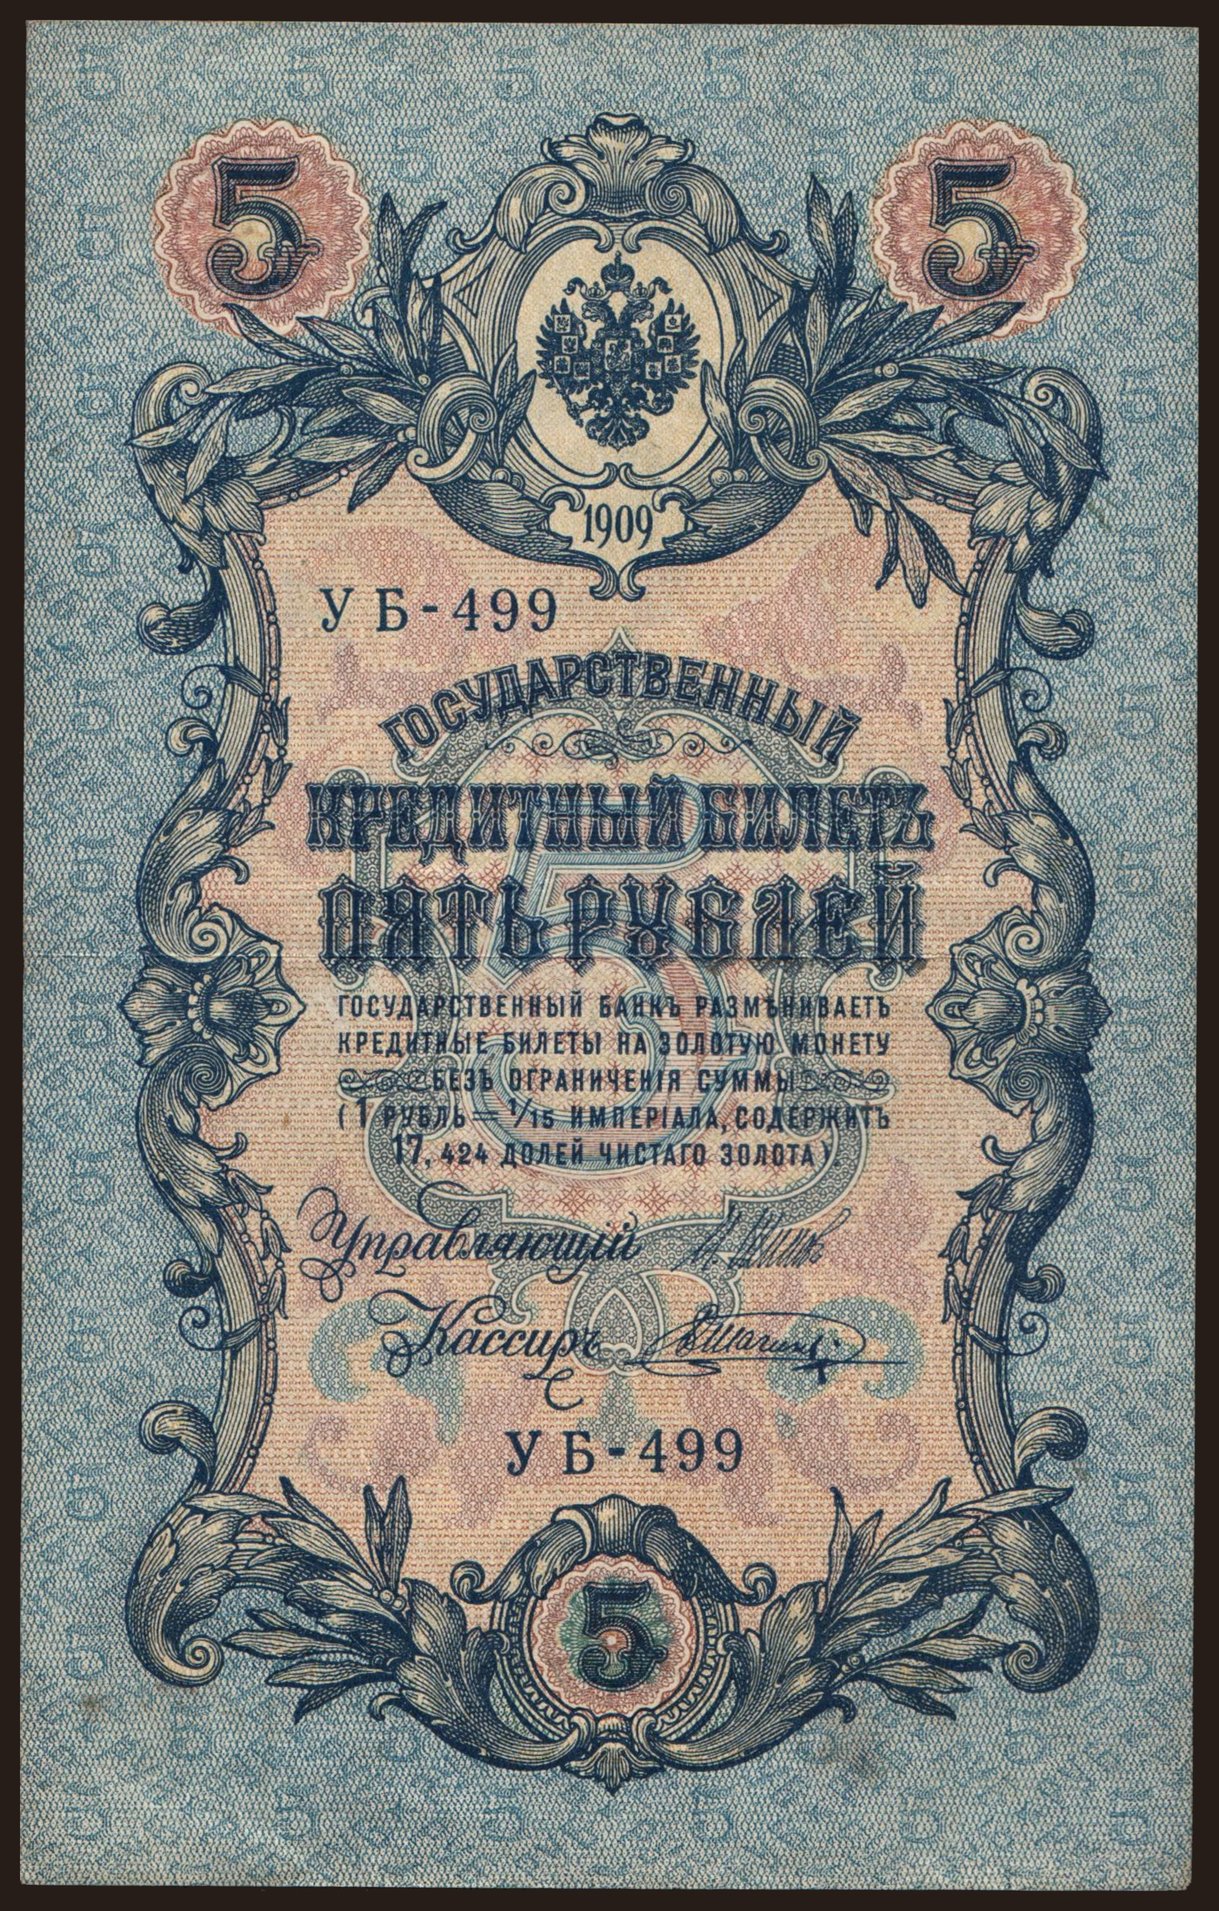 5 5
1909
УБ-499
ГОСУДАРСТВЕННЫЙ
КРЕДИТНЫЙ БИЛЕТЪ
ПЯТЬ РУБЛЕЙ
5
ГОСУДАРСТВЕННЫЙ БАНКЪ РАЗМѢНИВАЕТЪ
КРЕДИТНЫЕ БИЛЕТЫ НА ЗОЛОТУЮ МОНЕТУ
БЕЗЪ ОГРАНИЧЕНІЯ СУММЫ
(1 РУБЛЬ = 1/15 ИМПЕРІАЛА, СОДЕРЖИТЪ
17,424 ДОЛЕЙ ЧИСТАГО ЗОЛОТА).
Управляющій
Кассиръ
УБ-499
5